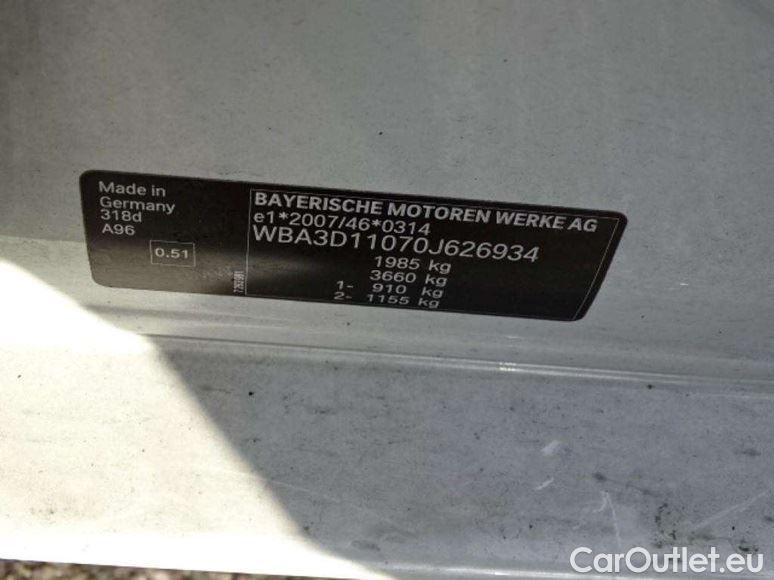 Made in
Germany
318d
A96
0.51
BAYERISCHE MOTOREN WERKE AG
e1*2007/46*0314
WBA3D11070J626934
1985 kg
3660 kg
1- 910 kg
2- 1155 kg
CarOutlet.eu